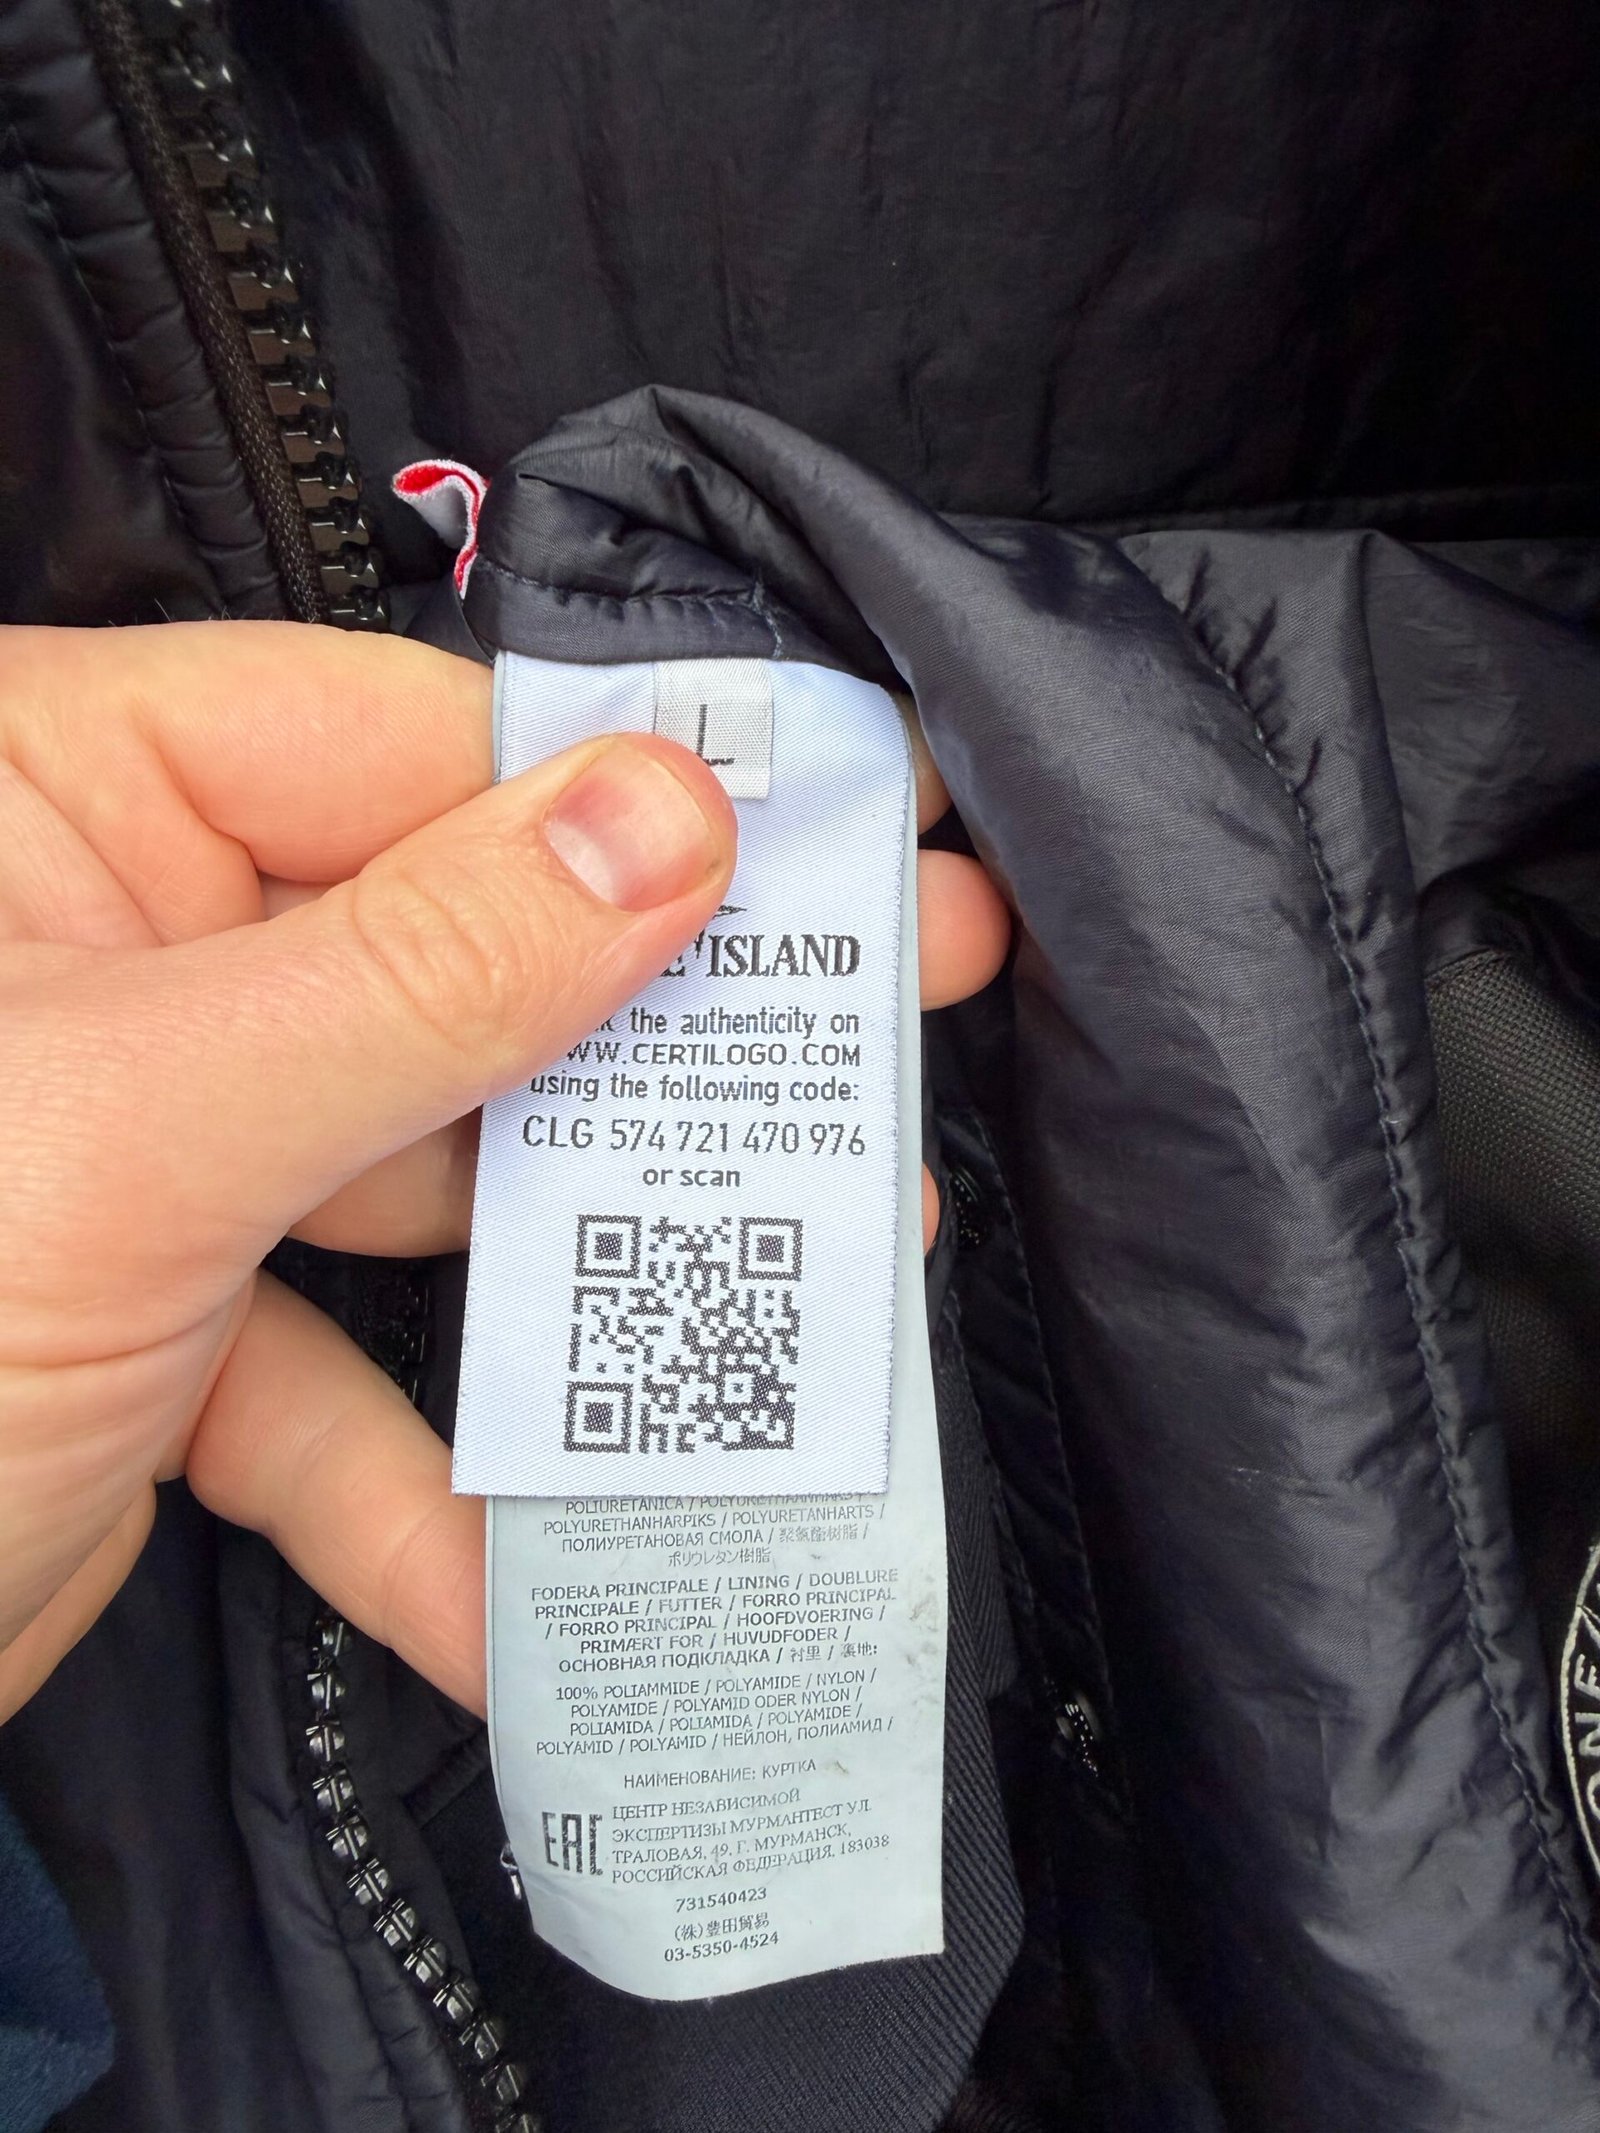 L
ISLAND
the authenticity on
WW.CERTILOGO.COM
using the following code:
CLG 574 721 470 976
or scan
POLIURETANICA /
POLYURETHANHARPIKS / POLYURETANHARTS /
ПОЛИУРЕТАНОВАЯ СМОЛА / 聚氨酯树脂 /
ポリウレタン樹脂
FODERA PRINCIPALE / LINING / DOUBLURE
PRINCIPALE / FUTTER / FORRO PRINCIPAL
/ FORRO PRINCIPAL / HOOFDVOERING /
PRIMÆRT FOR / HUVUDFODER /
ОСНОВНАЯ ПОДКЛАДКА / 衬里 / 裏地:
100% POLIAMMIDE / POLYAMIDE / NYLON /
POLYAMIDE / POLYAMID ODER NYLON /
POLIAMIDA / POLIAMIDA / POLYAMIDE /
POLYAMID / POLYAMID / НЕЙЛОН, ПОЛИАМИД /
НАИМЕНОВАНИЕ: КУРТКА
EAC
ЦЕНТР НЕЗАВИСИМОЙ
ЭКСПЕРТИЗЫ МУРМАНТЕСТ УЛ.
ТРАЛОВАЯ, 49, Г. МУРМАНСК,
РОССИЙСКАЯ ФЕДЕРАЦИЯ, 183038
731540423
(株)豊田貿易
03-5350-4524
ONE